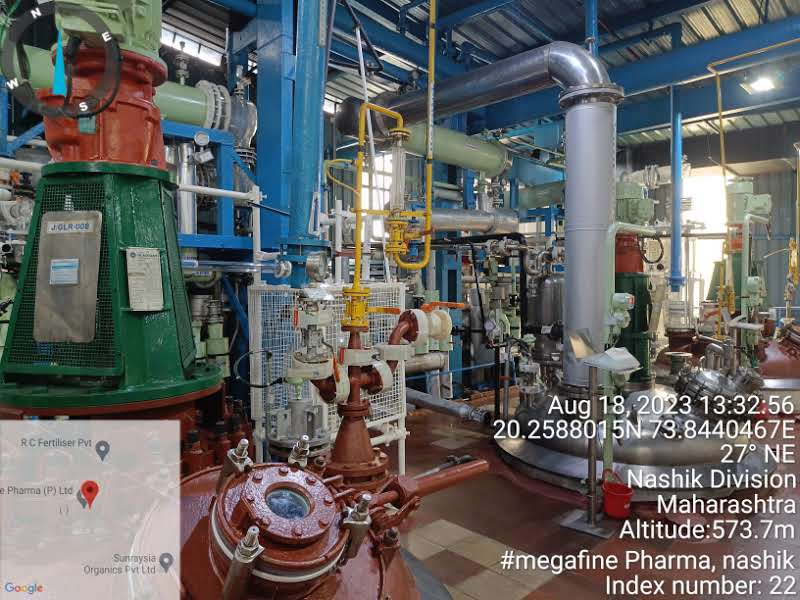 N
E
W
S
J:GLR-008
Aug 18, 2023 13:32:56
20.2588015N 73.8440467E
27° NE
Nashik Division
Maharashtra
Altitude:573.7m
#megafine Pharma, nashik
Index number: 22
R C Fertiliser Pvt
e Pharma (P) Ltd
Sunraysia
Organics Pvt Ltd
Google